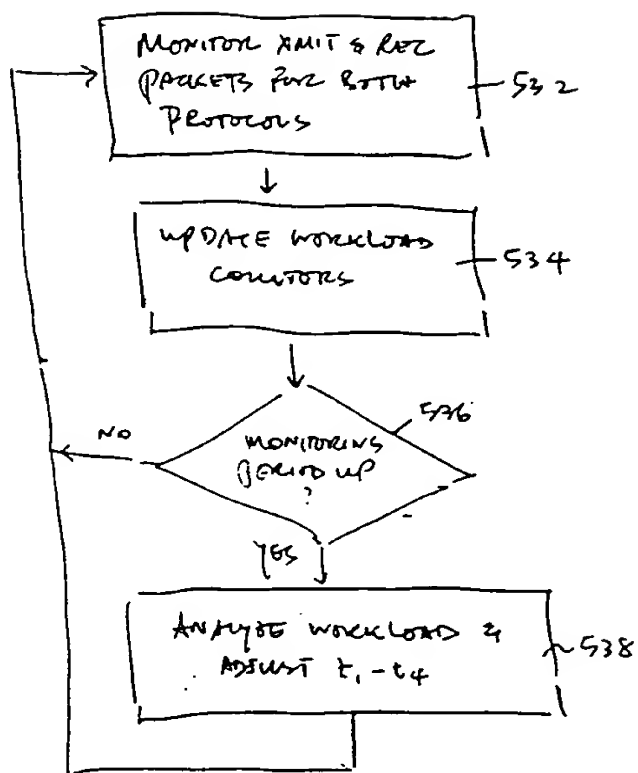 MONITOR XMIT & REC
PACKETS FOR BOTH
PROTOCOLS
532
UPDATE WORKLOAD
COUNTORS
534
536
NO
MONITORING
PERIOD UP
?
YES
ANALYZE WORKLOAD &
ADJUST t₁-t₄
538